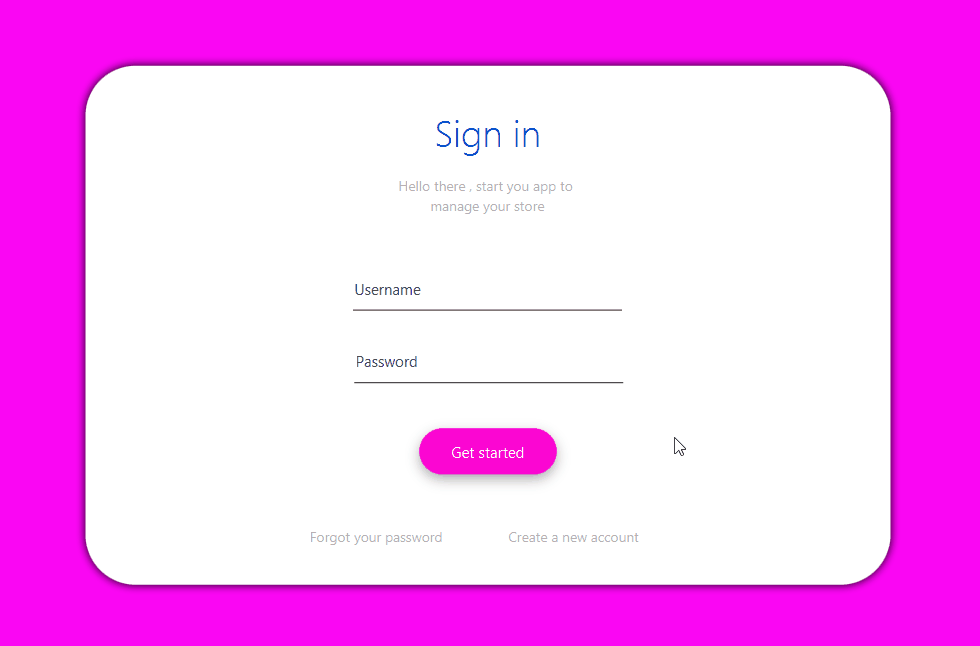 Sign in
Hello there , start you app to
manage your store
Username
Password
Get started
Forgot your password
Create a new account